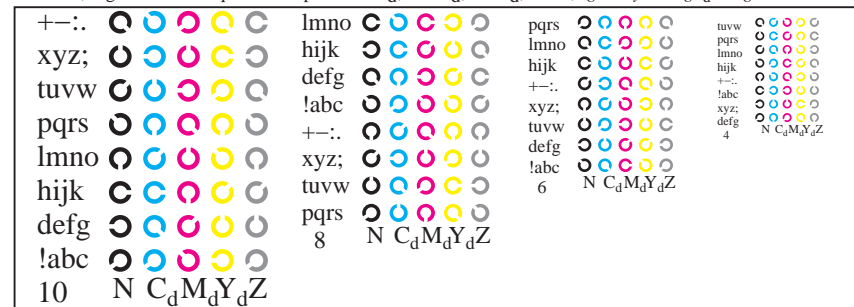 +−:.
xyz;
tuvw
pqrs
lmno
hijk
defg
!abc
10 N CdMdYdZ
lmno
hijk
defg
!abc
+−:.
xyz;
tuvw
pqrs
8 N CdMdYdZ
pqrs
lmno
hijk
+−:.
xyz;
tuvw
defg
!abc
6 N CdMdYdZ
tuvw
pqrs
lmno
hijk
+−:.
!abc
xyz;
defg
4 N CdMdYdZ